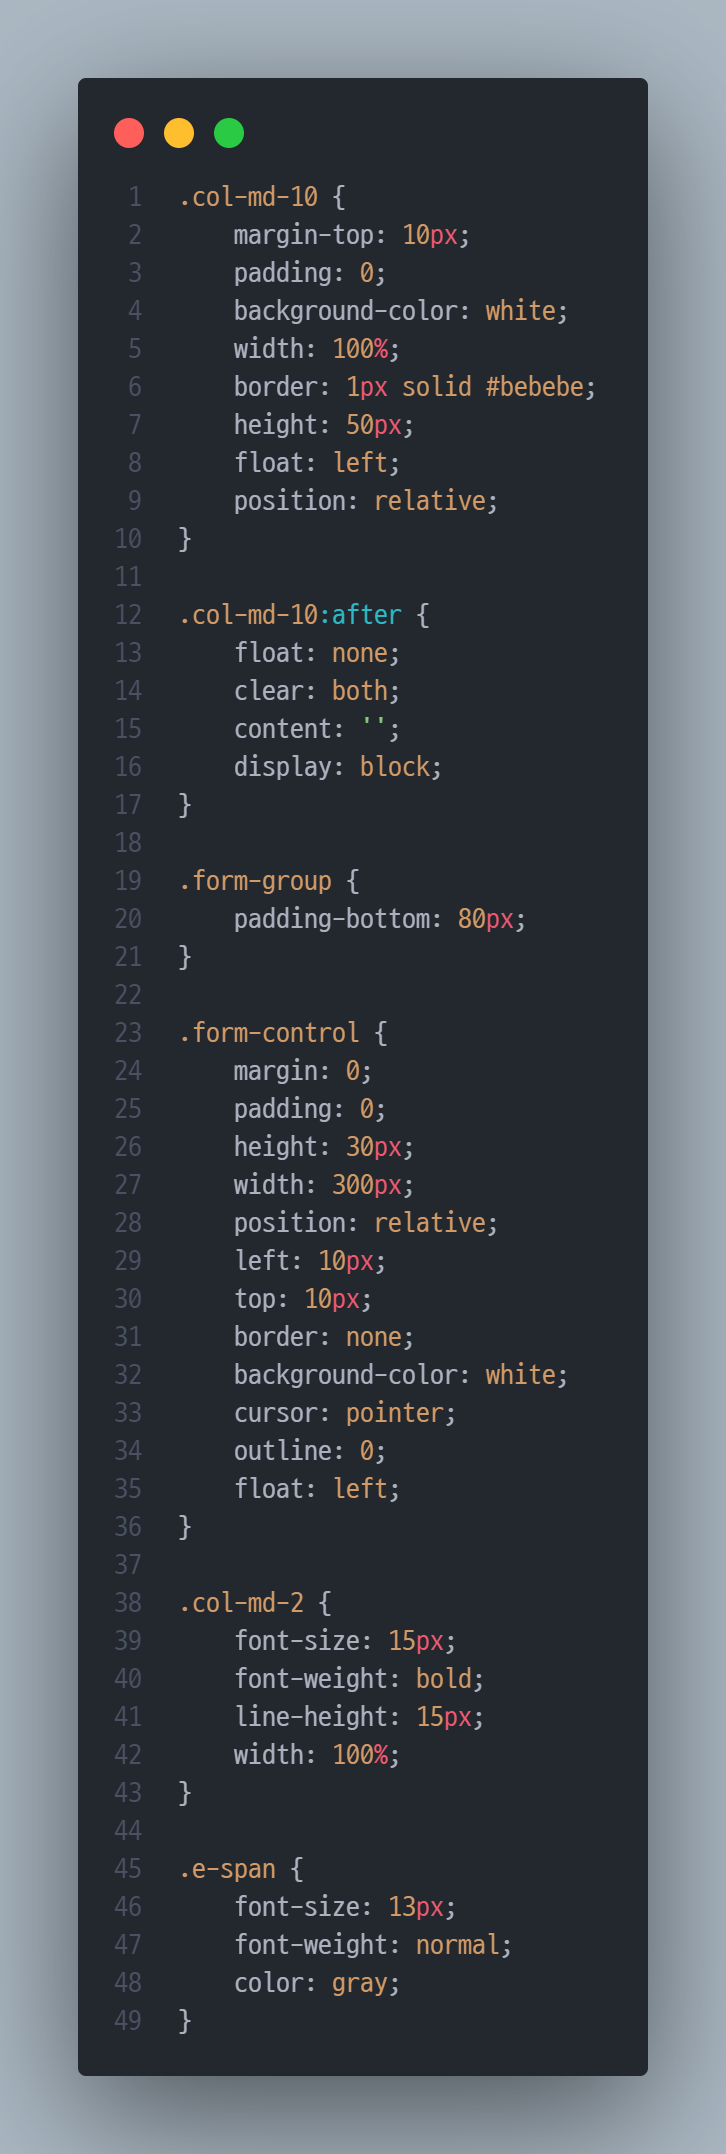 1 .col-md-10 {
2     margin-top: 10px;
3     padding: 0;
4     background-color: white;
5     width: 100%;
6     border: 1px solid #bebebe;
7     height: 50px;
8     float: left;
9     position: relative;
10 }
11
12 .col-md-10:after {
13     float: none;
14     clear: both;
15     content: '';
16     display: block;
17 }
18
19 .form-group {
20     padding-bottom: 80px;
21 }
22
23 .form-control {
24     margin: 0;
25     padding: 0;
26     height: 30px;
27     width: 300px;
28     position: relative;
29     left: 10px;
30     top: 10px;
31     border: none;
32     background-color: white;
33     cursor: pointer;
34     outline: 0;
35     float: left;
36 }
37
38 .col-md-2 {
39     font-size: 15px;
40     font-weight: bold;
41     line-height: 15px;
42     width: 100%;
43 }
44
45 .e-span {
46     font-size: 13px;
47     font-weight: normal;
48     color: gray;
49 }